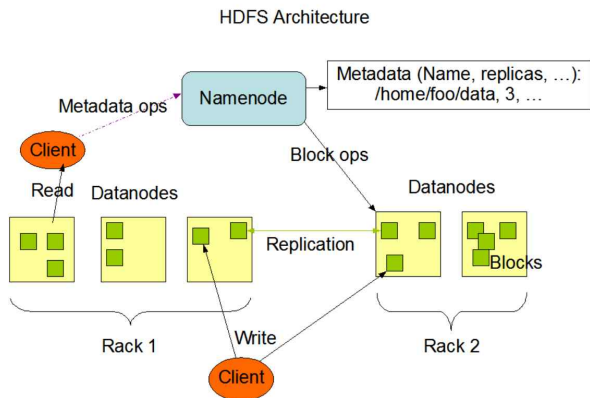 HDFS Architecture
Metadata (Name, replicas, …):
/home/foo/data, 3, …
Namenode
Metadata ops
Client
Block ops
Read
Datanodes
Datanodes
Replication
Blocks
Rack 1
Write
Rack 2
Client